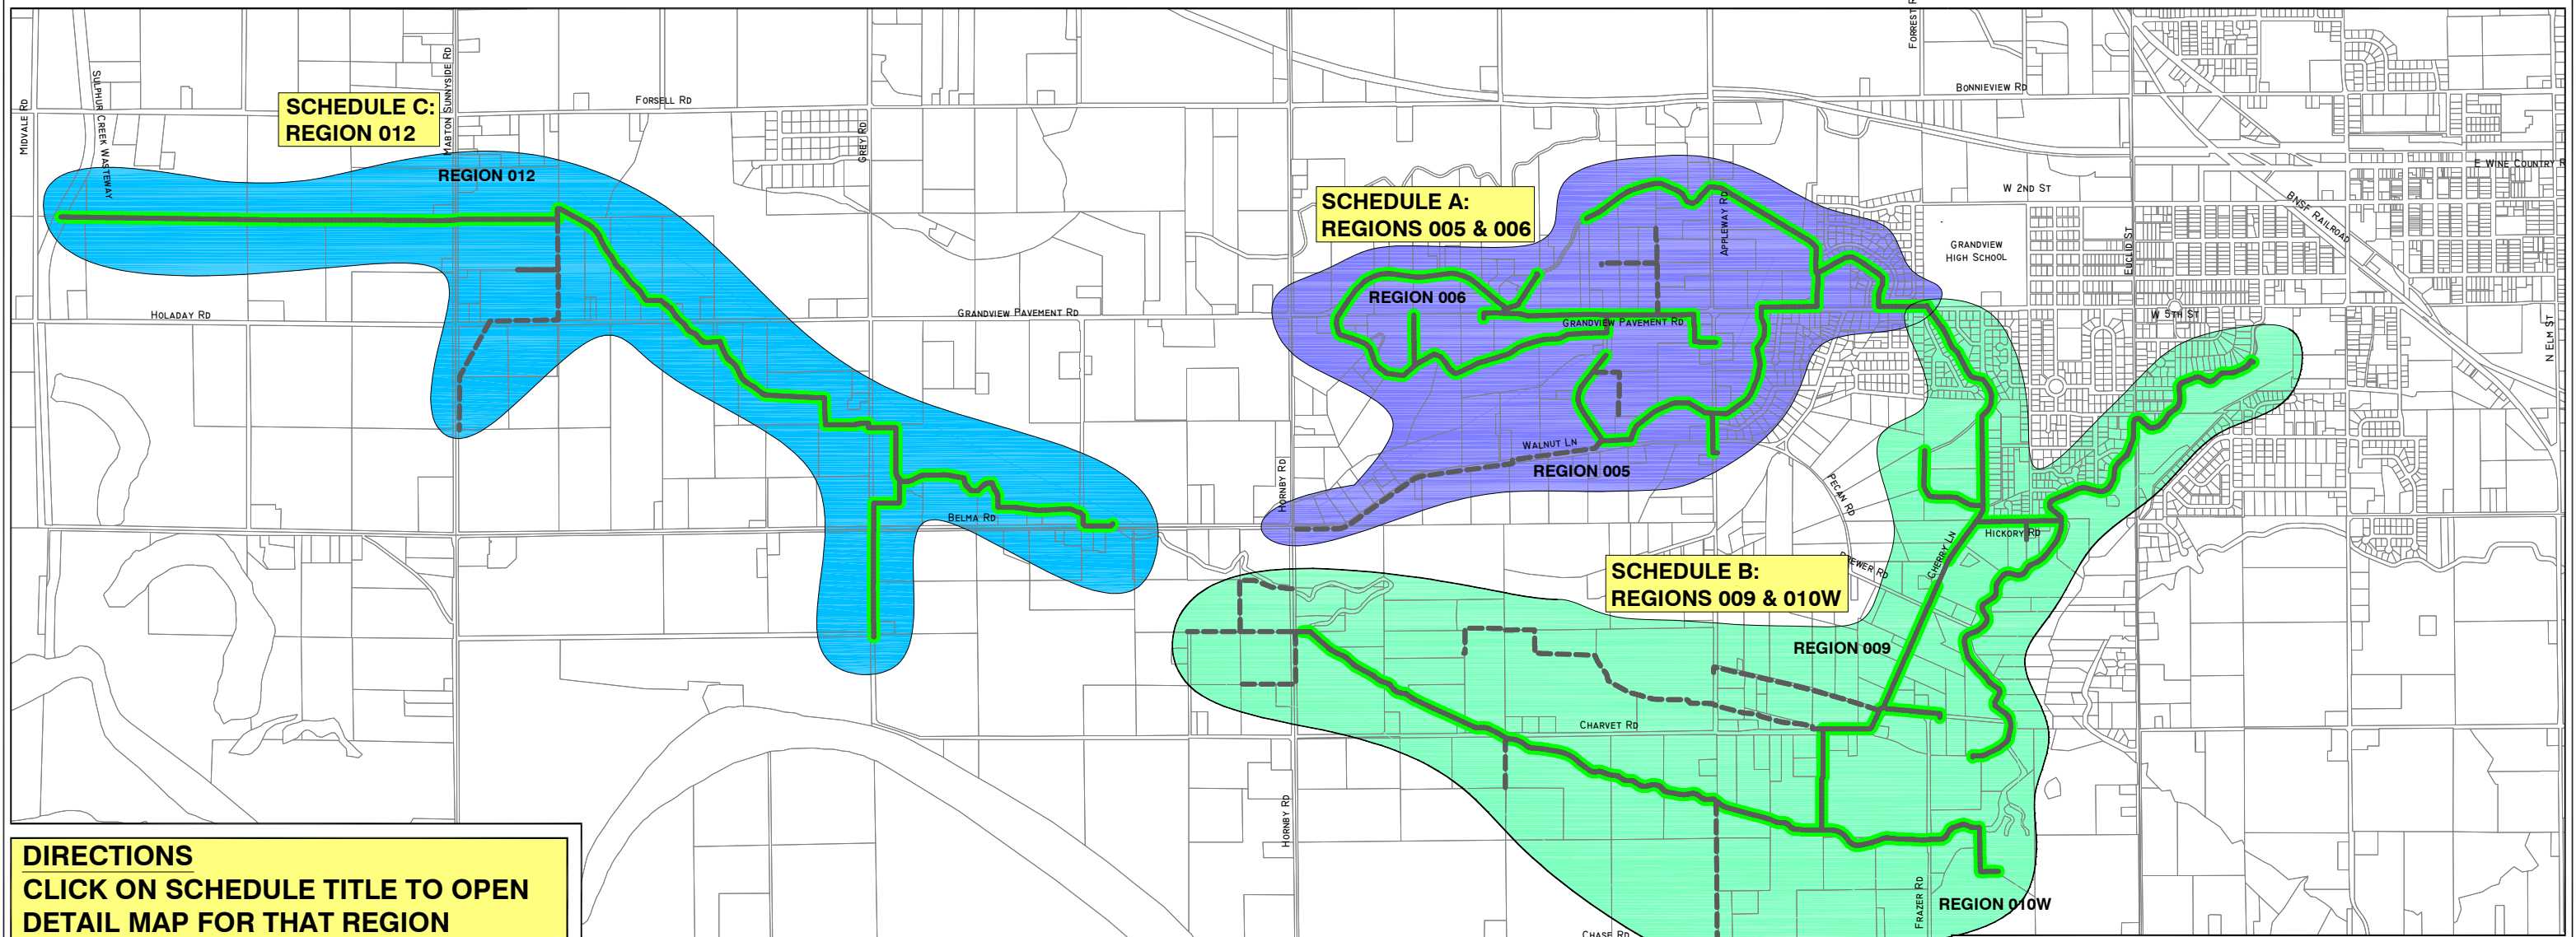 FORREST R
BONNIEVIEW RD
SCHEDULE C:
REGION 012
FORSELL RD
MIDVALE RD
SULPHUR CREEK WASTEWAY
MABTON SUNNYSIDE RD
GREY RD
E WINE COUNTRY R
REGION 012
SCHEDULE A:
REGIONS 005 & 006
APPLEWAY RD
W 2ND ST
BNSF RAILROAD
GRANDVIEW
HIGH SCHOOL
EUCLID ST
REGION 006
HOLADAY RD
GRANDVIEW PAVEMENT RD
GRANDVIEW PAVEMENT RD
W 5TH ST
N ELM ST
WALNUT LN
REGION 005
HORNBY RD
PECAN RD
BELMA RD
HICKORY RD
CHERRY LN
SCHEDULE B:
REGIONS 009 & 010W
EWER RD
REGION 009
CHARVET RD
HORNBY RD
DIRECTIONS
CLICK ON SCHEDULE TITLE TO OPEN
DETAIL MAP FOR THAT REGION
FRAZER RD
REGION 010W
CHASE RD